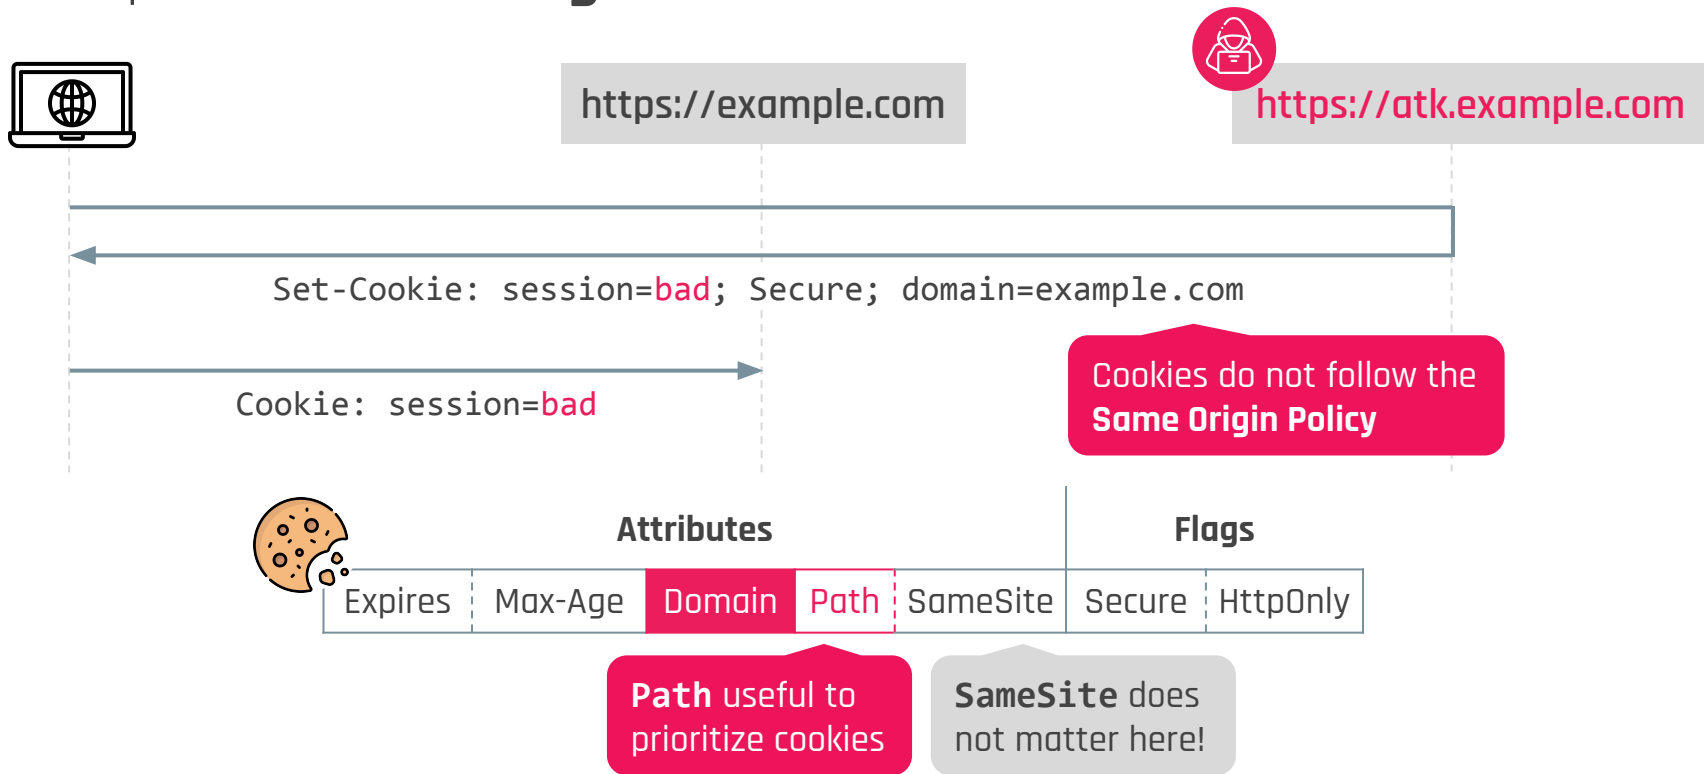 https://example.com
https://atk.example.com
Set-Cookie: session=bad; Secure; domain=example.com
Cookies do not follow the
Same Origin Policy
Cookie: session=bad
Attributes
Flags
Expires
Max-Age
Domain
Path
SameSite
Secure
HttpOnly
Path useful to
prioritize cookies
SameSite does
not matter here!